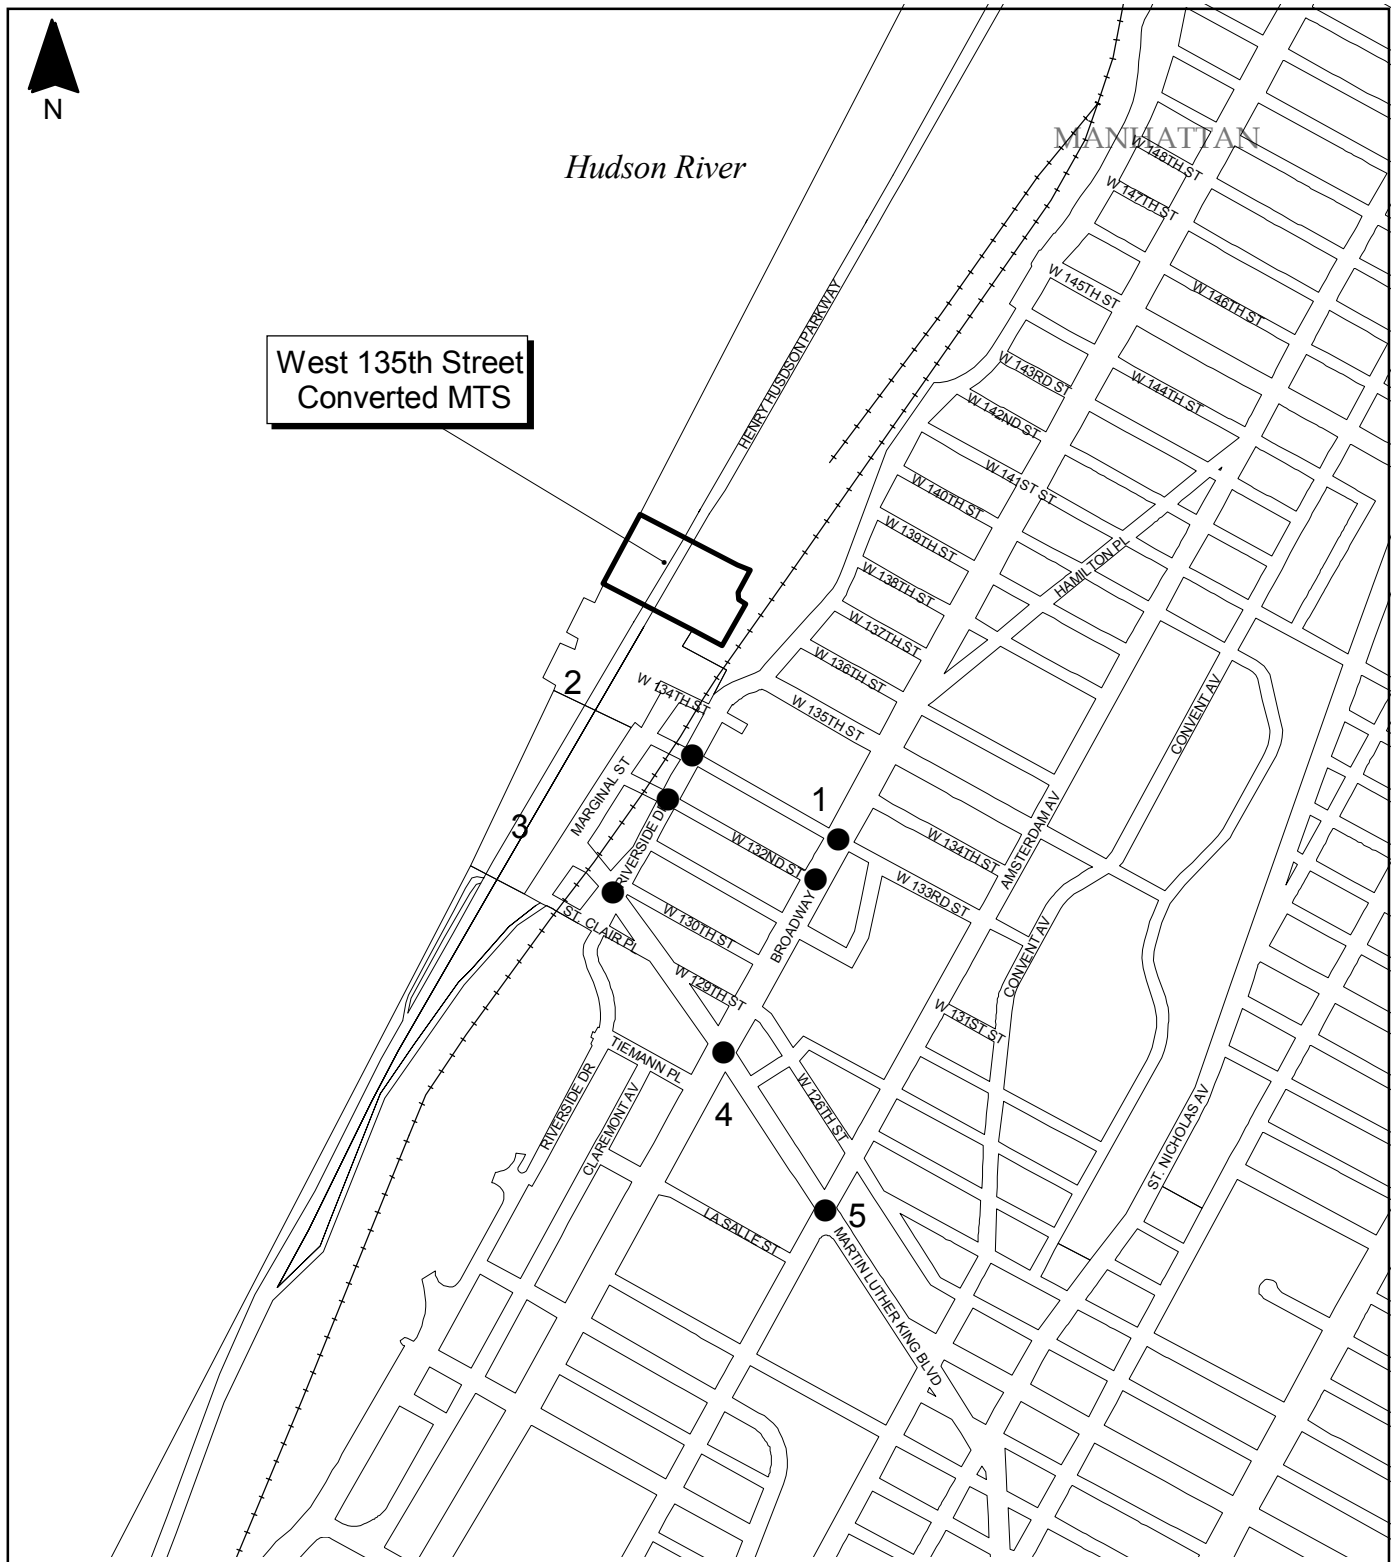 N
MANHATTAN
Hudson River
W 148TH ST
W 147TH ST
W 145TH ST
W 146TH ST
HENRY HUSDSON PARKWAY
West 135th Street
Converted MTS
W 143RD ST
W 144TH ST
W 142ND ST
W 141ST ST
W 140TH ST
W 139TH ST
HAMILTON PL
W 138TH ST
W 137TH ST
W 136TH ST
2
W 134TH ST
W 135TH ST
CONVENT AV
MARGINAL ST
1
3
RIVERSIDE DR
W 132ND ST
W 134TH ST
AMSTERDAM AV
W 133RD ST
ST. CLAIR PL
W 130TH ST
BROADWAY
CONVENT AV
W 129TH ST
W 131ST ST
TIEMANN PL
RIVERSIDE DR
CLAREMONT AV
4
W 126TH ST
ST. NICHOLAS AV
LA SALLE ST
5
MARTIN LUTHER KING BLVD